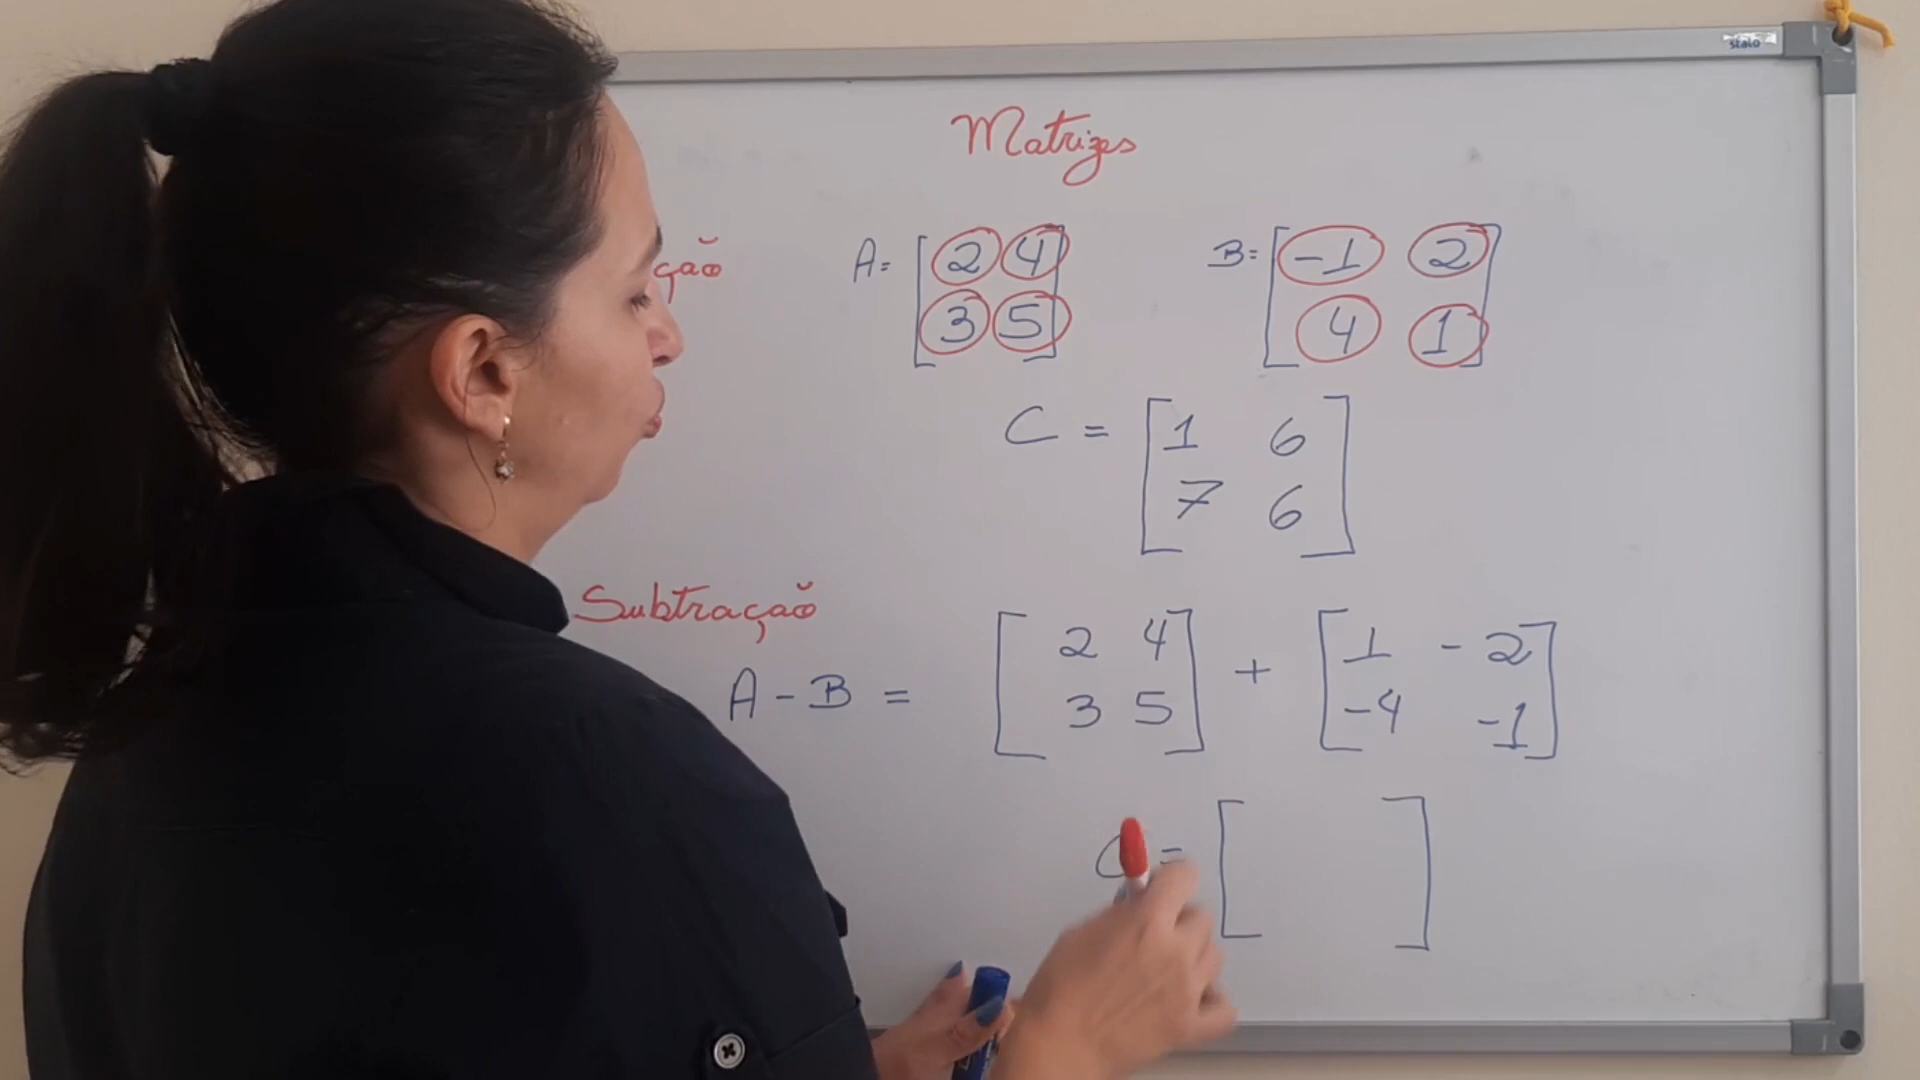 stalo
Matrizes
ção
A= [2 4
3 5]
B= [-1 2
4 1]
C = [1 6
7 6]
Subtração
A - B = [2 4
3 5] + [1 -2
-4 -1]
C = [ ]